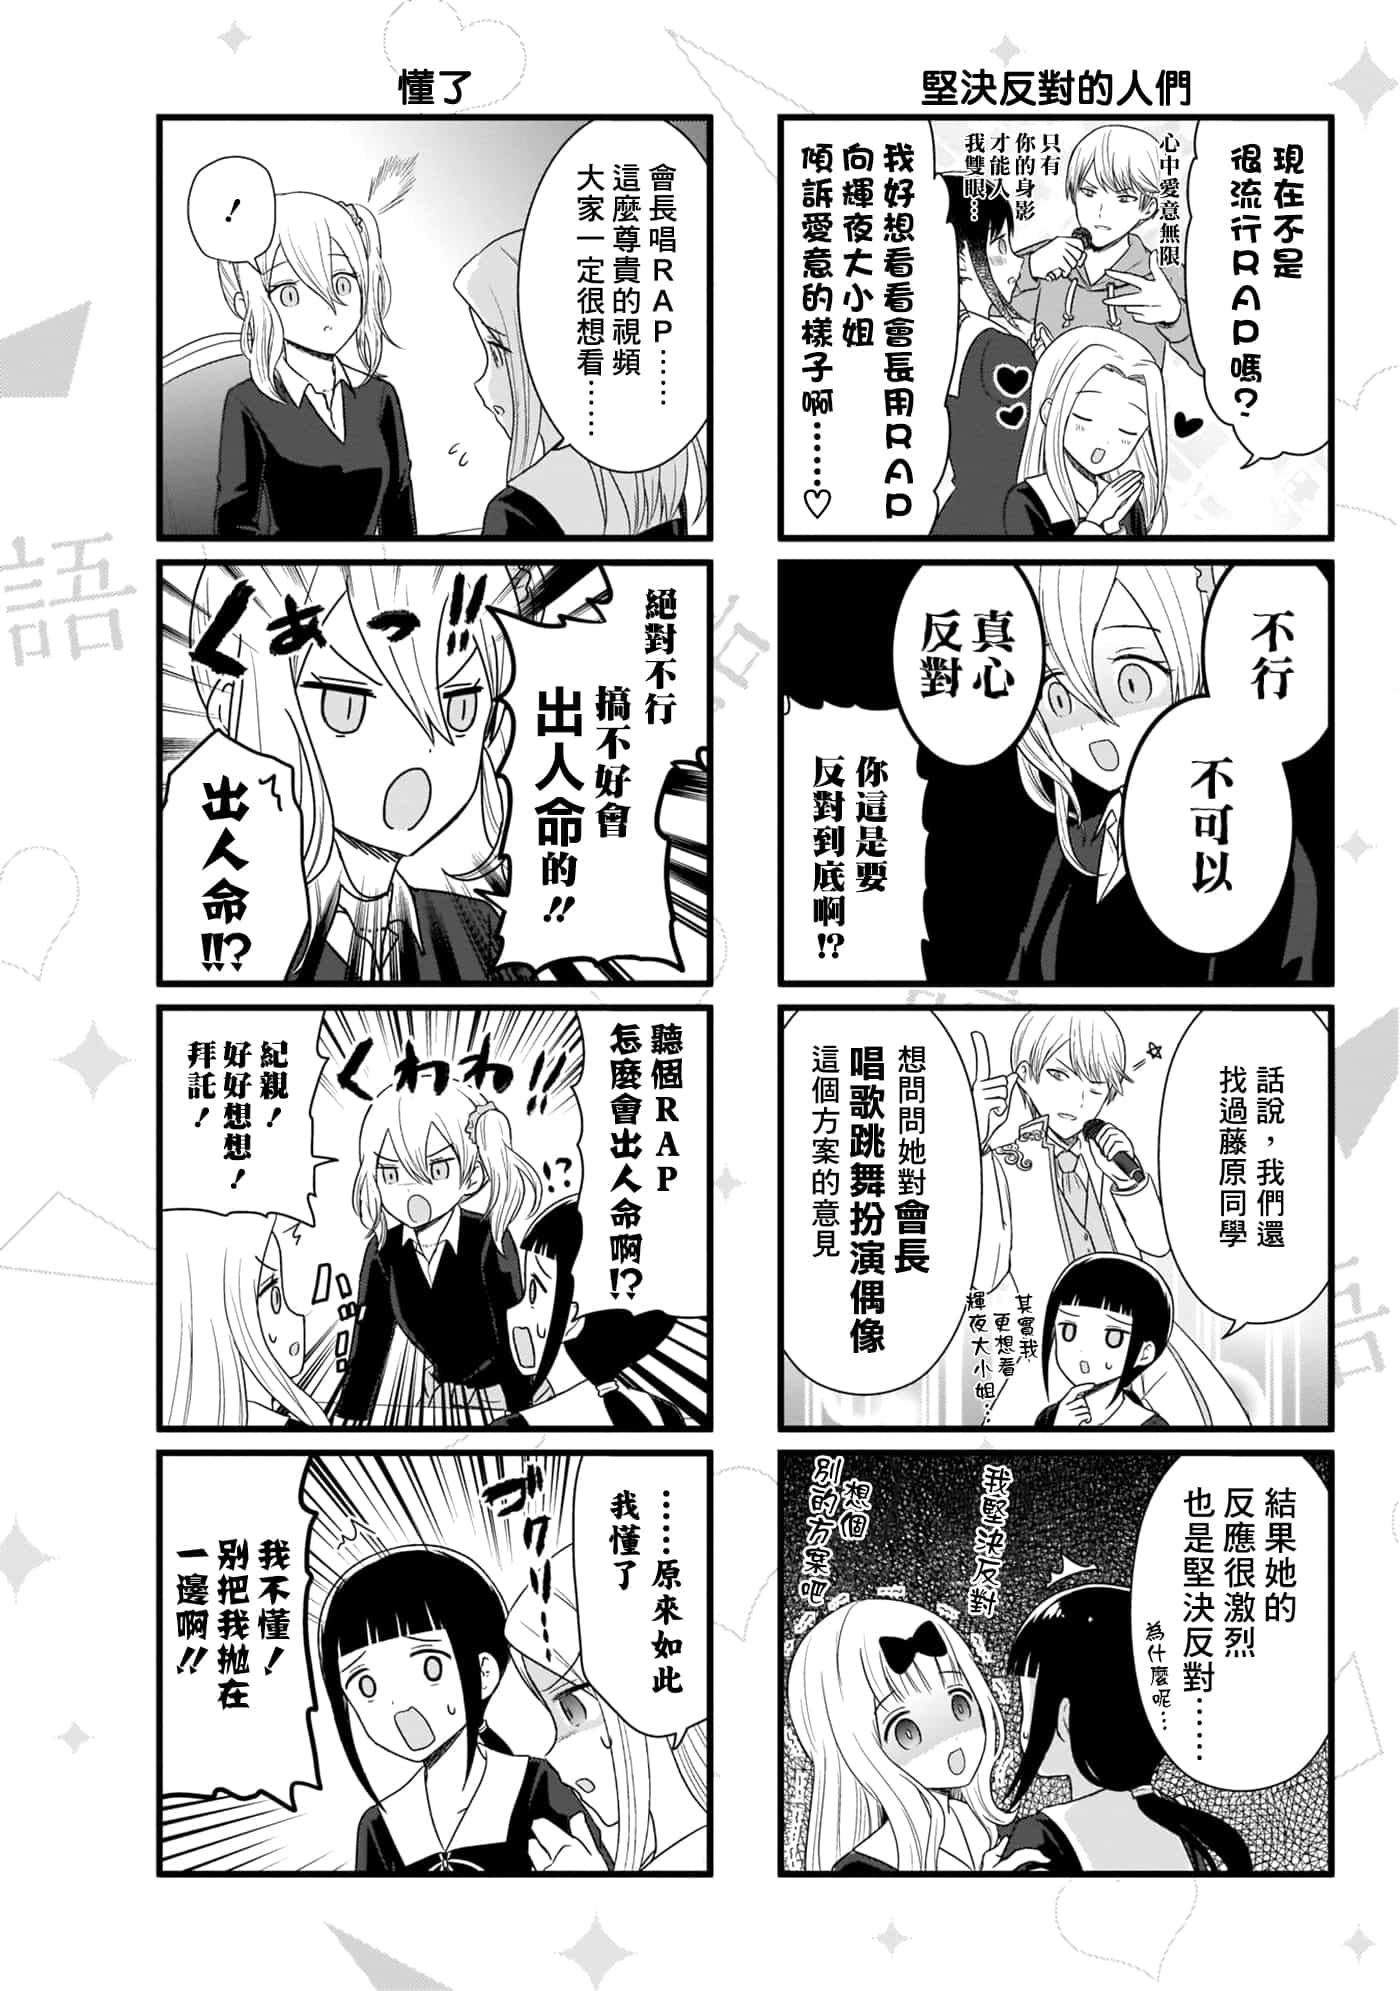 堅決反對的人們
現在不是
很流行RAP嗎?
心中愛意無限
只有
你的身影
才能入
我雙眼…
我好想看看會長用RAP
向輝夜大小姐
傾訴愛意的樣子啊……♡
不行
不可以
真心
反對
你這是要
反對到底啊!?
話說，我們還
找過藤原同學
想問問她對會長
唱歌跳舞扮演偶像
這個方案的意見
其實我
更想看
輝夜大小姐…
結果她的
反應很激烈
也是堅決反對……
為什麼呢…
我堅決反對
想個
別的方案吧
懂了
會長唱RAP……
這麼尊貴的視頻
大家一定很想看……
！
絕對不行
搞不好會
出人命的!!
くぁっ!!
出人命!!?
聽個RAP
怎麼會出人命啊!?
くわわ!!
!?
紀親！
好好想想！
拜託！
……原來如此
我懂了
我不懂！
別把我拋在
一邊啊!!
語